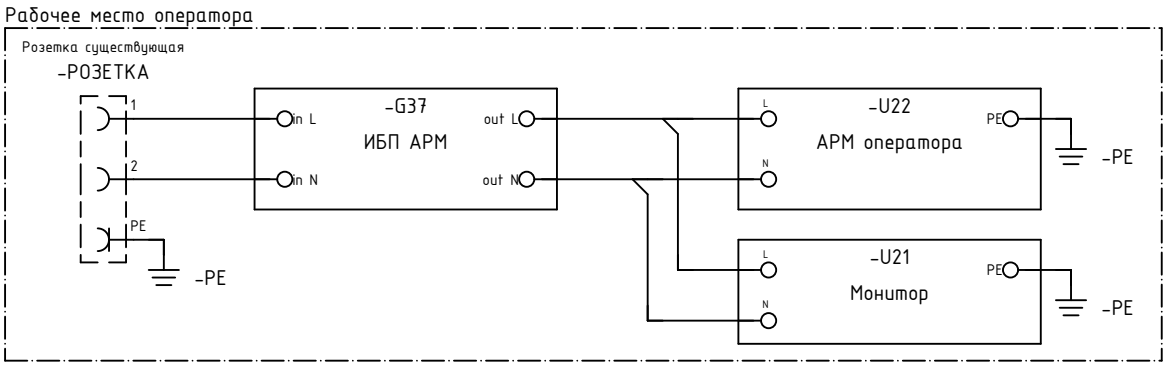 Рабочее место оператора
Розетка существующая
-РОЗЕТКА
1
2
PE
-PE
-G37
ИБП АРМ
in L
in N
out L
out N
-U22
АРМ оператора
L
N
PE
-PE
-U21
Монитор
L
N
PE
-PE